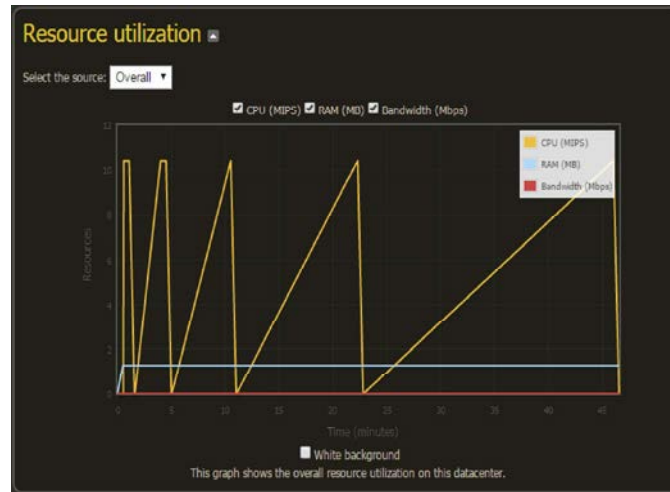 Resource utilization
Select the source: Overall
CPU (MIPS) RAM (MB) Bandwidth (Mbps)
12
10
8
6
4
2
0
Resources
CPU (MIPS)
RAM (MB)
Bandwidth (Mbps)
0 5 10 15 20 25 30 35 40 45
Time (minutes)
White background
This graph shows the overall resource utilization on this datacenter.